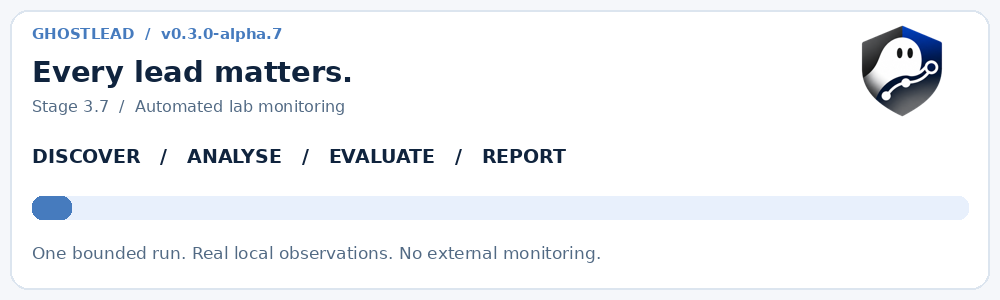 GHOSTLEAD / v0.3.0-alpha.7
Every lead matters.
Stage 3.7 / Automated lab monitoring
DISCOVER / ANALYSE / EVALUATE / REPORT
One bounded run. Real local observations. No external monitoring.